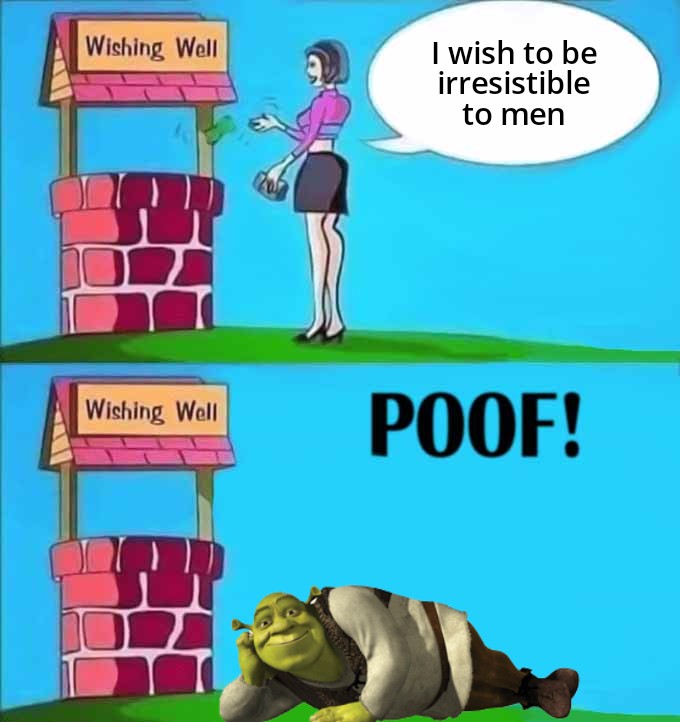 Wishing Well
I wish to be
irresistible
to men
Wishing Well
POOF!